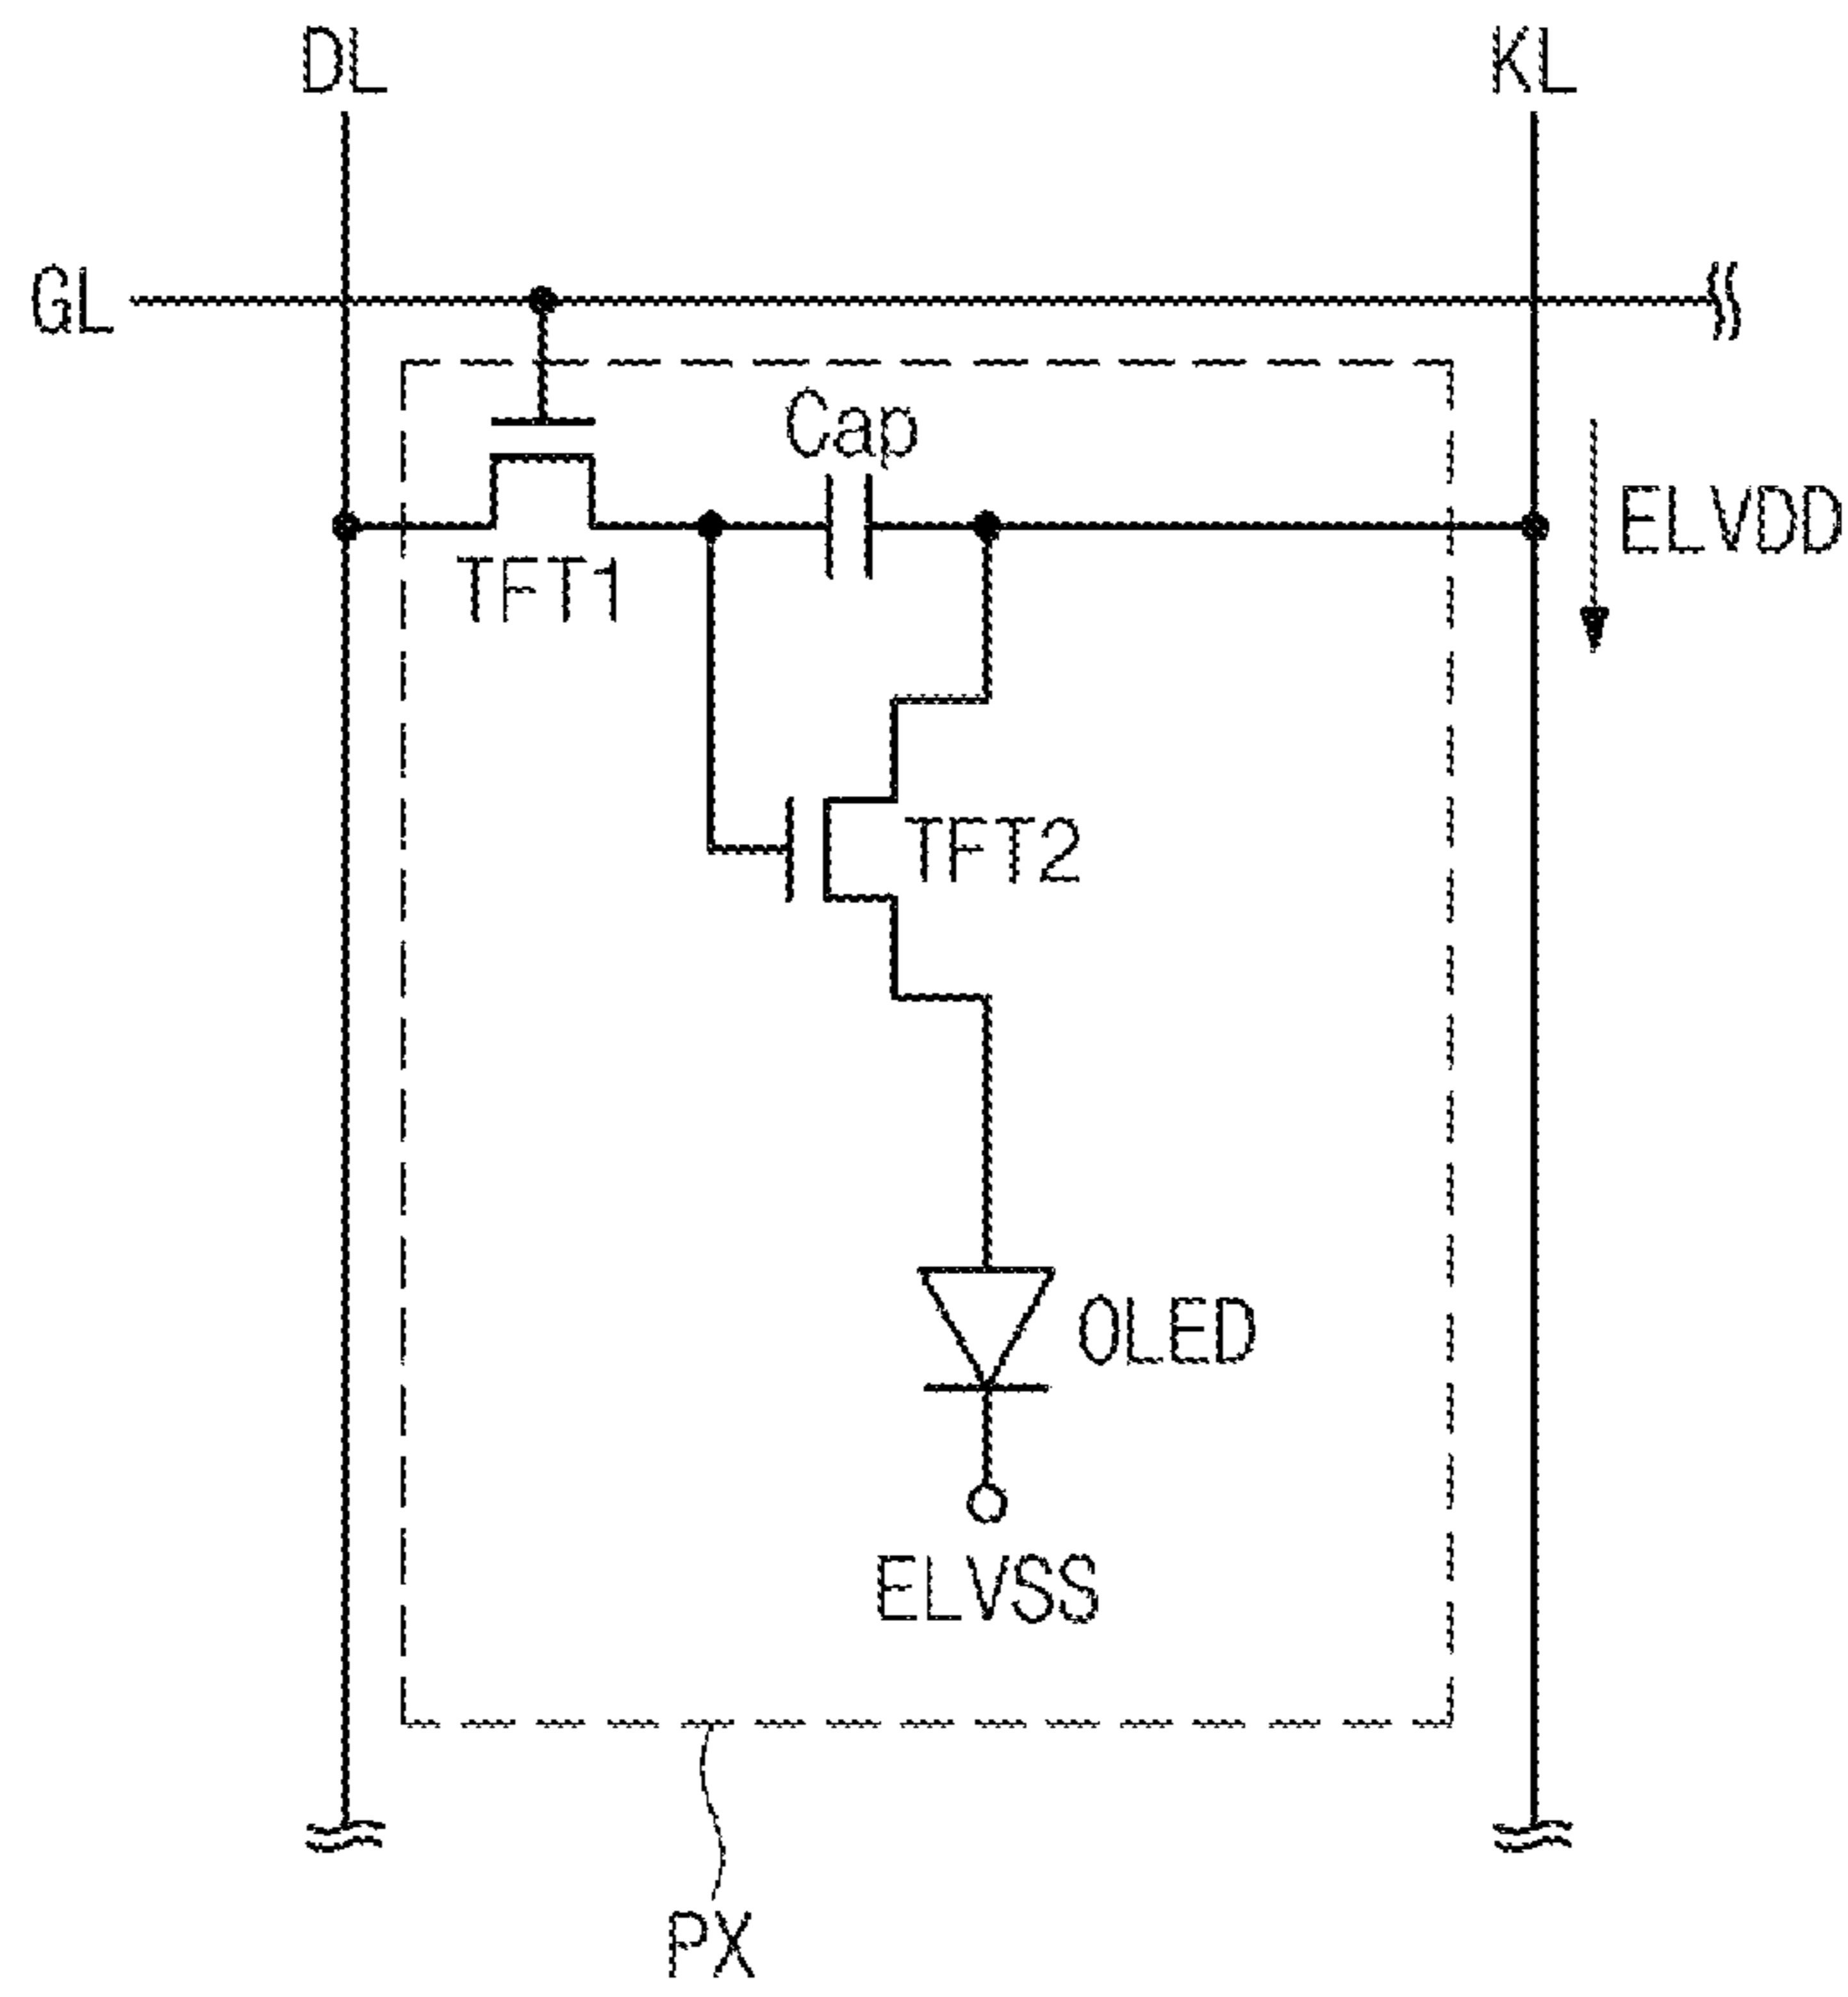 DL
KL
GL
Cap
ELVDD
TFT1
TFT2
OLED
ELVSS
PX